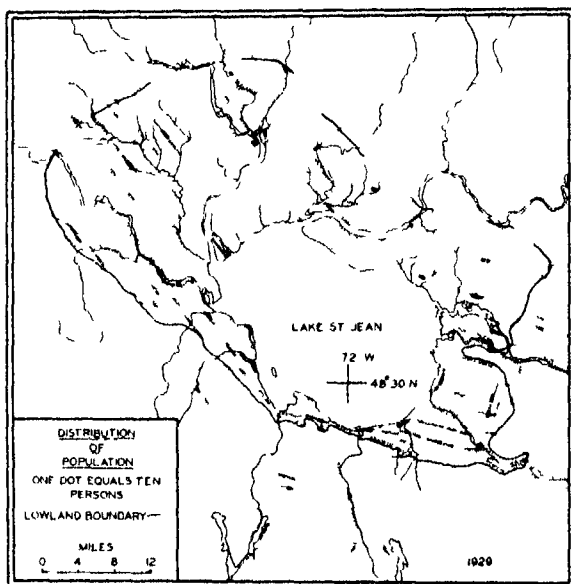 LAKE ST JEAN
72 W
48° 30 N
DISTRIBUTION
OF
POPULATION
ONE DOT EQUALS TEN
PERSONS
LOWLAND BOUNDARY—
MILES
0 4 8 12
1929